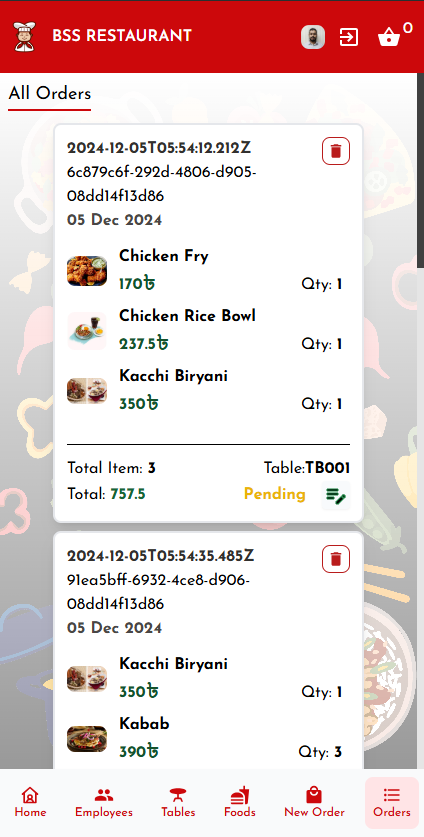 BSS RESTAURANT
0
All Orders
2024-12-05T05:54:12.212Z
6c879c6f-292d-4806-d905-
08dd14f13d86
05 Dec 2024
Chicken Fry
170৳ Qty: 1
Chicken Rice Bowl
237.5৳ Qty: 1
Kacchi Biryani
350৳ Qty: 1
Total Item: 3 Table:TB001
Total: 757.5 Pending
2024-12-05T05:54:35.485Z
91ea5bff-6932-4ce8-d906-
08dd14f13d86
05 Dec 2024
Kacchi Biryani
350৳ Qty: 1
Kabab
390৳ Qty: 3
Home Employees Tables Foods New Order Orders